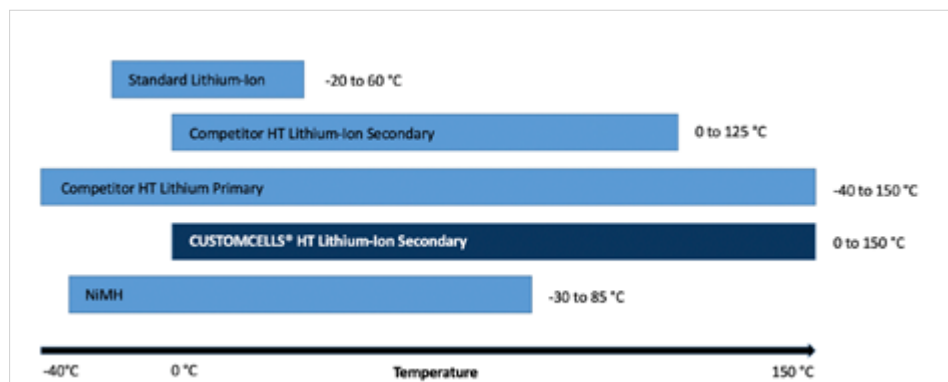 Standard Lithium-Ion -20 to 60 °C
Competitor HT Lithium-Ion Secondary 0 to 125 °C
Competitor HT Lithium Primary -40 to 150 °C
CUSTOMCELLS® HT Lithium-Ion Secondary 0 to 150 °C
NiMH -30 to 85 °C
-40°C 0 °C Temperature 150 °C